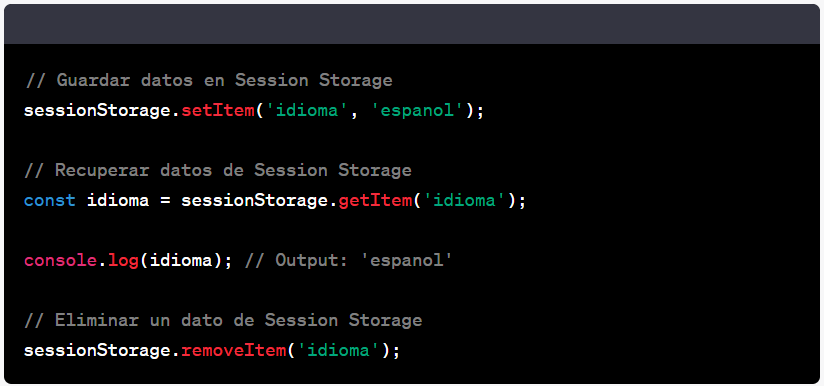 // Guardar datos en Session Storage
sessionStorage.setItem('idioma', 'espanol');
// Recuperar datos de Session Storage
const idioma = sessionStorage.getItem('idioma');
console.log(idioma); // Output: 'espanol'
// Eliminar un dato de Session Storage
sessionStorage.removeItem('idioma');